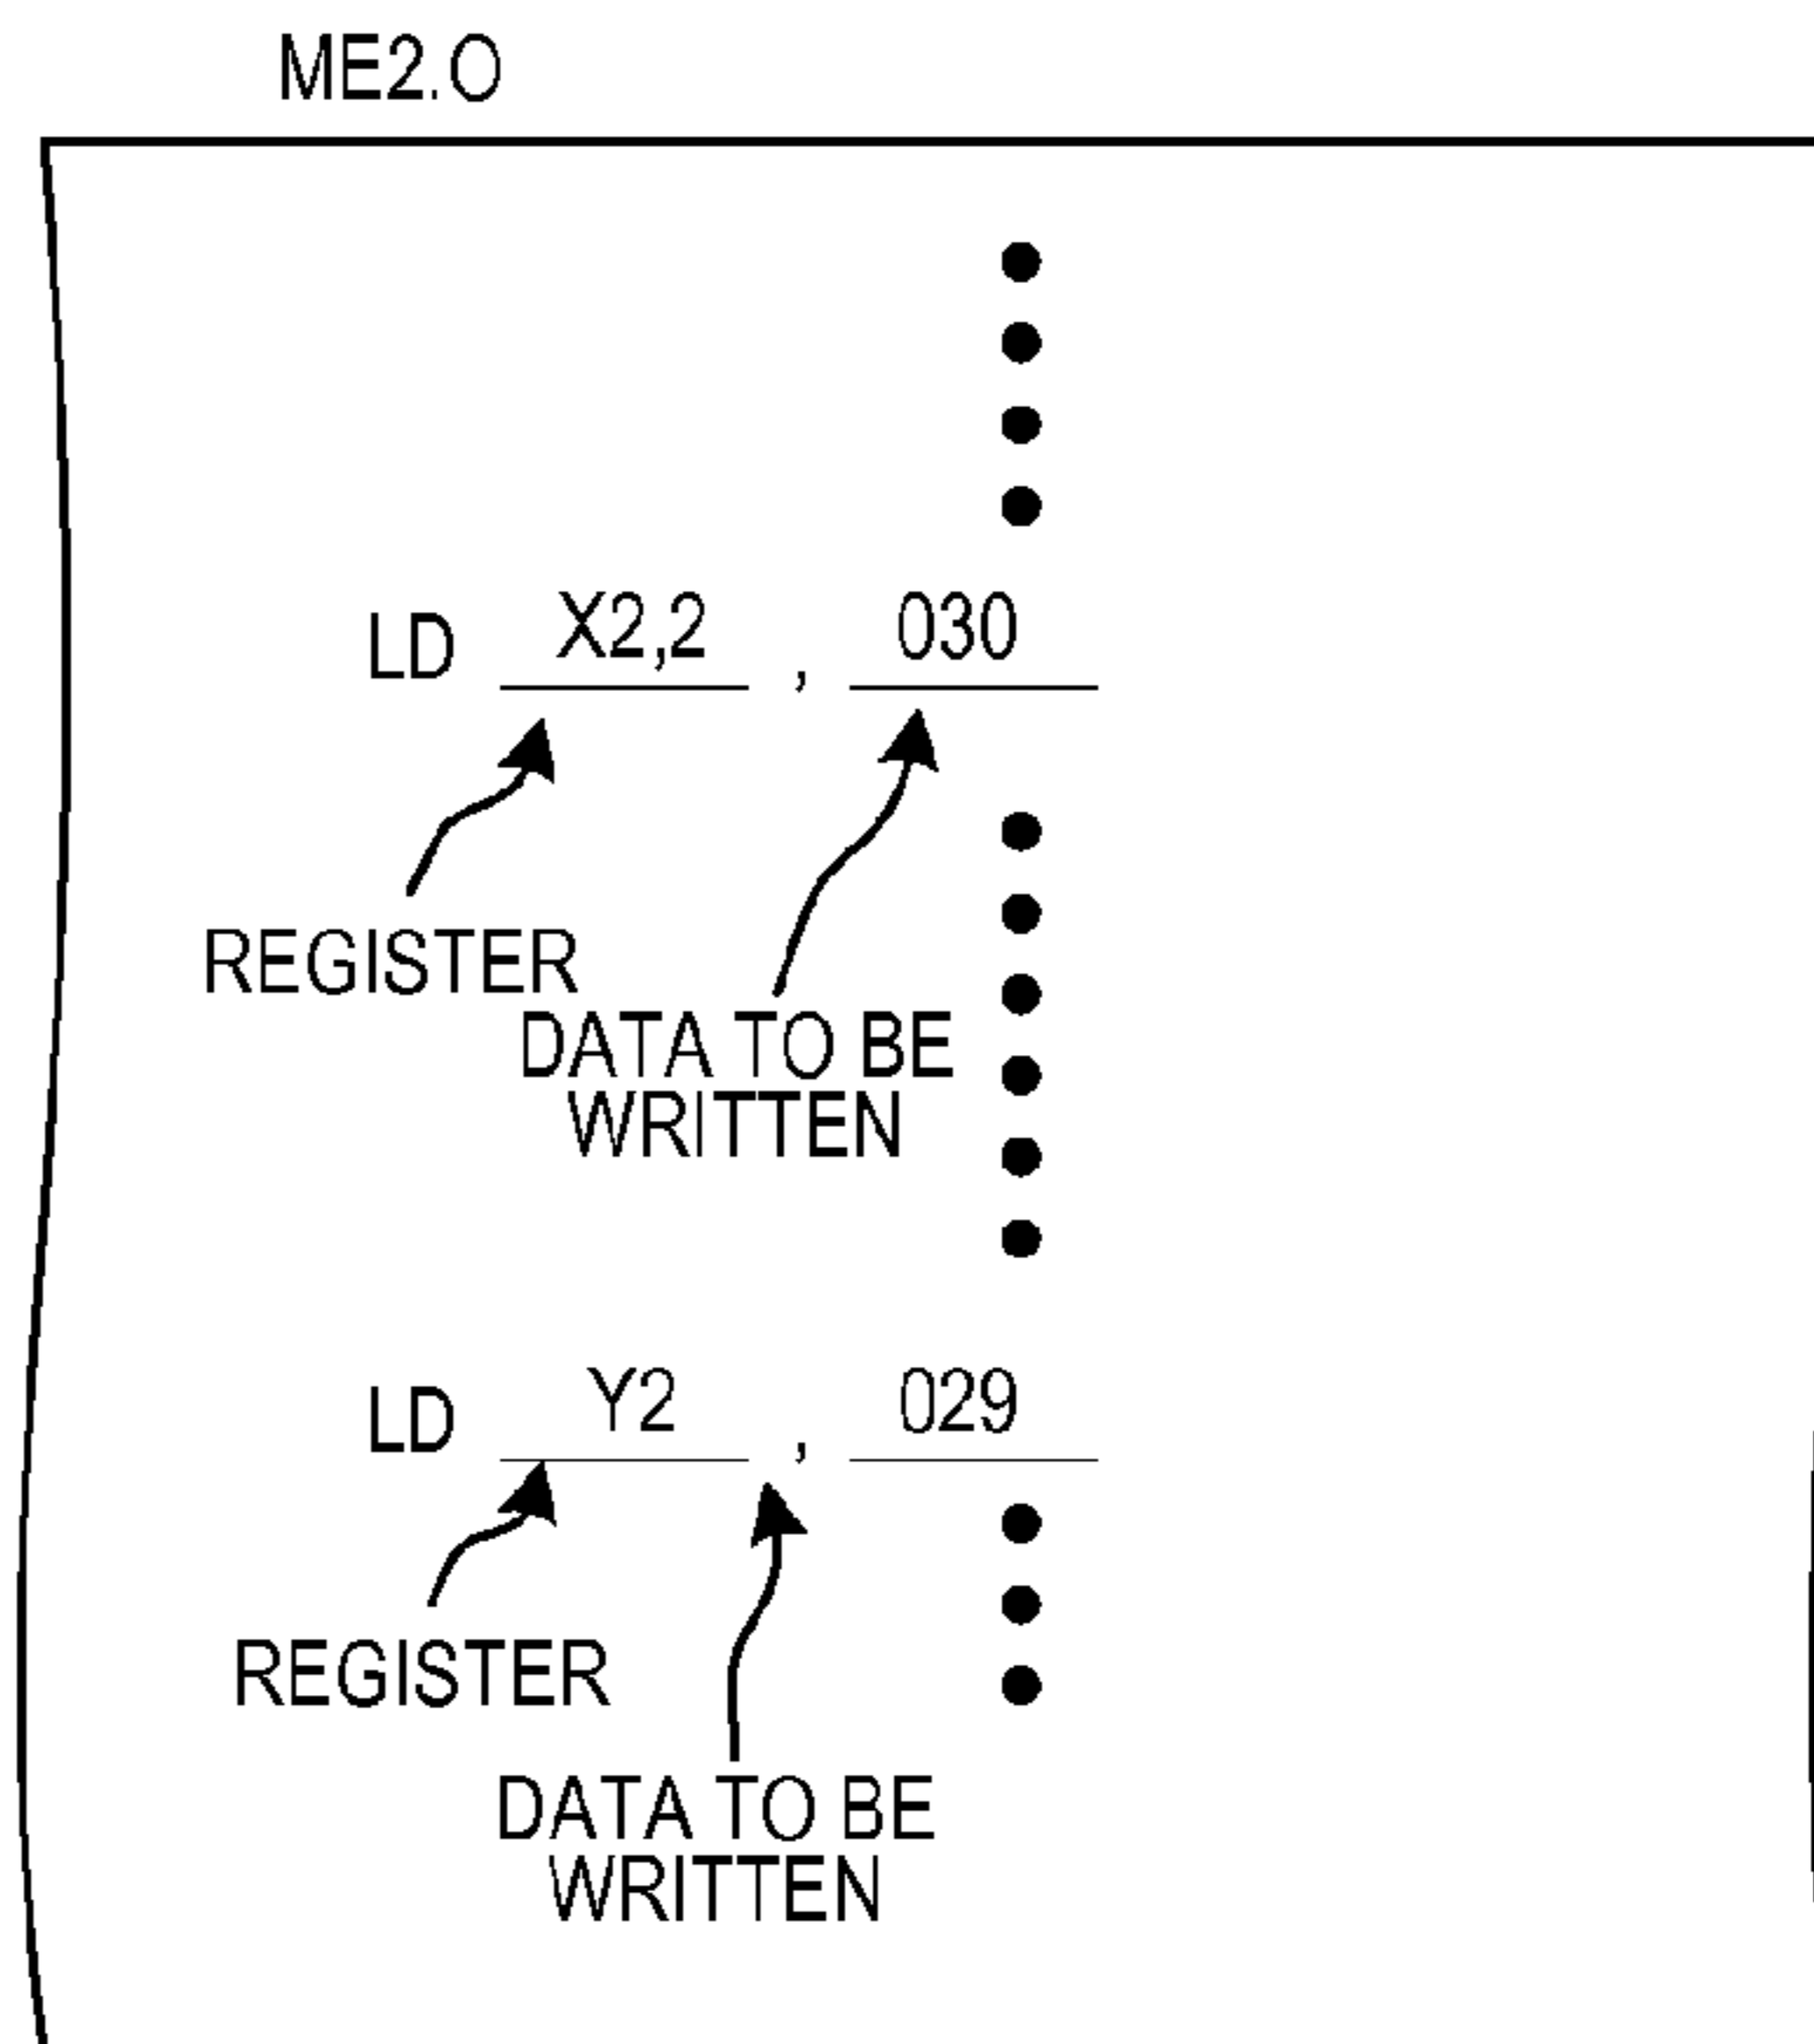 ME2.O
LD X2,2 , 030
REGISTER
DATA TO BE
WRITTEN
LD Y2 , 029
REGISTER
DATA TO BE
WRITTEN